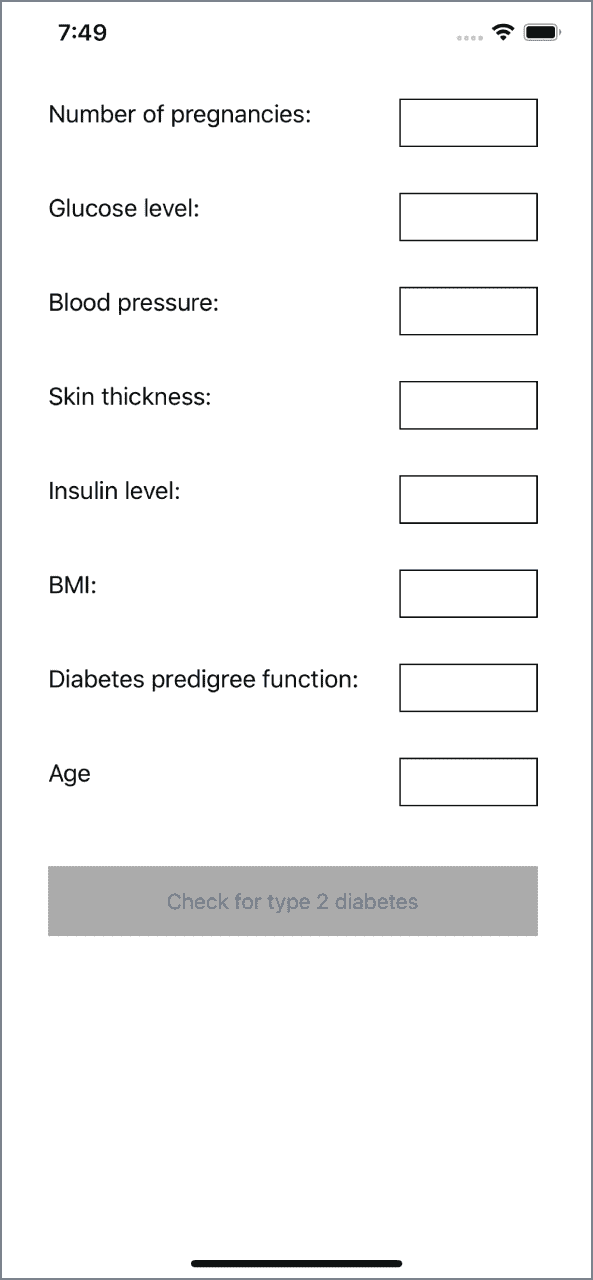 7:49
Number of pregnancies:
Glucose level:
Blood pressure:
Skin thickness:
Insulin level:
BMI:
Diabetes predigree function:
Age
Check for type 2 diabetes